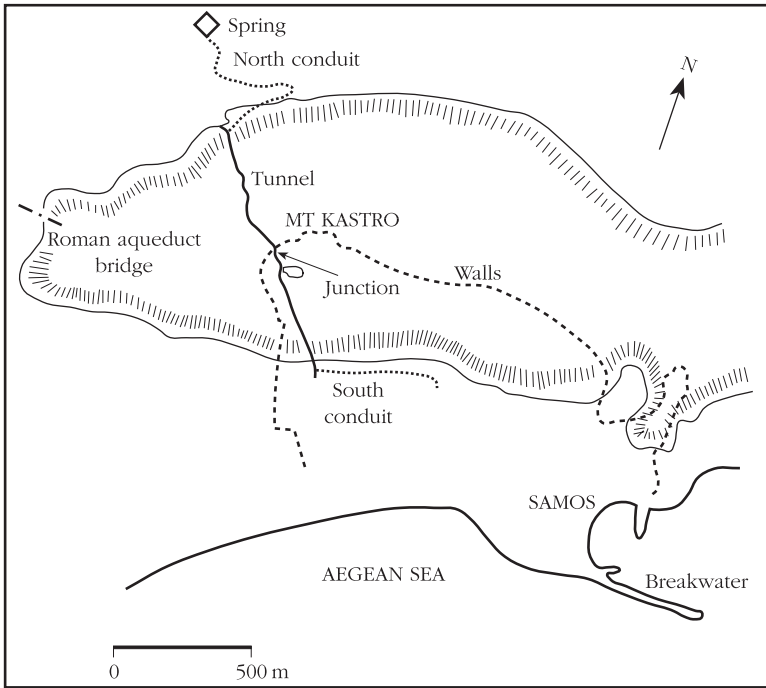 Spring
North conduit
N
Tunnel
MT KASTRO
Roman aqueduct
bridge
Walls
Junction
South
conduit
SAMOS
AEGEAN SEA
Breakwater
0 500 m